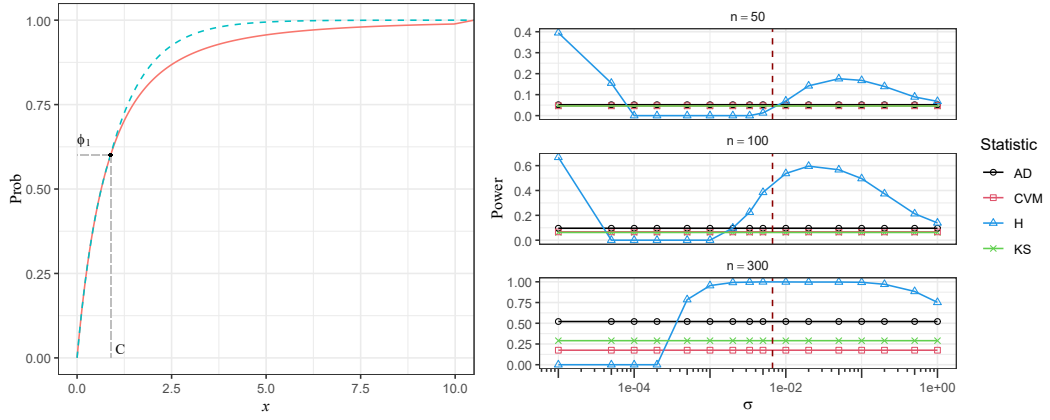 1.00
0.75
0.50
0.25
0.00
Prob
ϕ1
C
0.0
2.5
5.0
7.5
10.0
x
n = 50
0.4
0.3
0.2
0.1
0.0
n = 100
0.6
0.4
0.2
0.0
Power
n = 300
1.00
0.75
0.50
0.25
0.00
1e-04
1e-02
1e+00
σ
Statistic
AD
CVM
H
KS